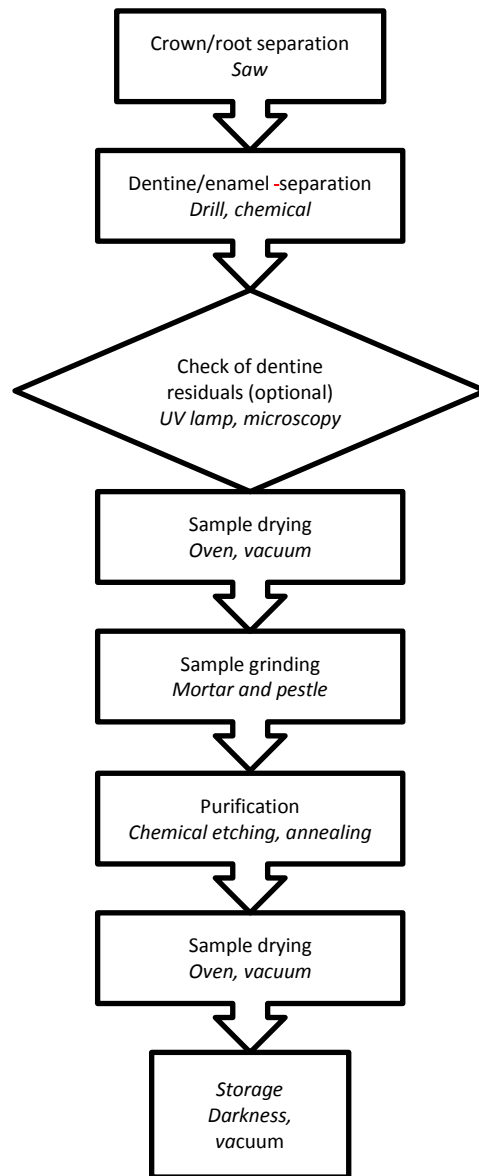 Crown/root separation
Saw
Dentine/enamel -separation
Drill, chemical
Check of dentine
residuals (optional)
UV lamp, microscopy
Sample drying
Oven, vacuum
Sample grinding
Mortar and pestle
Purification
Chemical etching, annealing
Sample drying
Oven, vacuum
Storage
Darkness,
vacuum